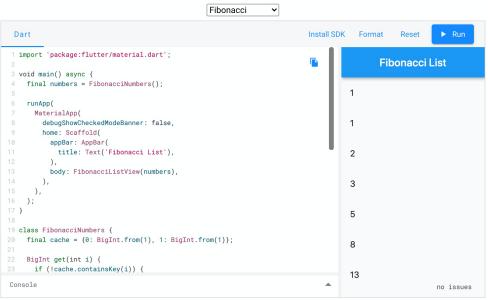 Fibonacci
Dart
Install SDK
Format
Reset
Run
1 import 'package:flutter/material.dart';
2
3 void main() async {
4 final numbers = FibonacciNumbers();
5
6 runApp(
7 MaterialApp(
8 debugShowCheckedModeBanner: false,
9 home: Scaffold(
10 appBar: AppBar(
11 title: Text('Fibonacci List'),
12 ),
13 body: FibonacciListView(numbers),
14 ),
15 ),
16 );
17 }
18
19 class FibonacciNumbers {
20 final cache = {0: BigInt.from(1), 1: BigInt.from(1)};
21
22 BigInt get(int i) {
23 if (!cache.containsKey(i)) {
Console
Fibonacci List
1
1
2
3
5
8
13
no issues